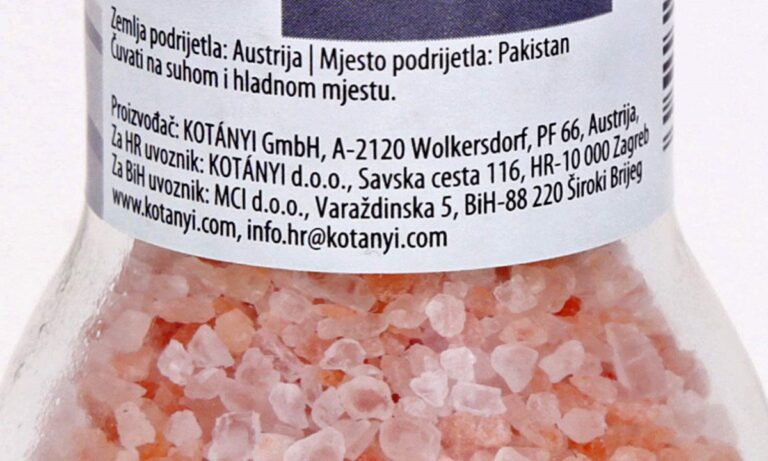 Zemlja podrijetla: Austrija | Mjesto podrijetla: Pakistan
Čuvati na suhom i hladnom mjestu.
Proizvođač: KOTÁNYI GmbH, A-2120 Wolkersdorf, PF 66, Austrija,
Za HR uvoznik: KOTÁNYI d.o.o., Savska cesta 116, HR-10 000 Zagreb
Za BiH uvoznik: MCI d.o.o., Varaždinska 5, BiH-88 220 Široki Brijeg
www.kotanyi.com, info.hr@kotanyi.com